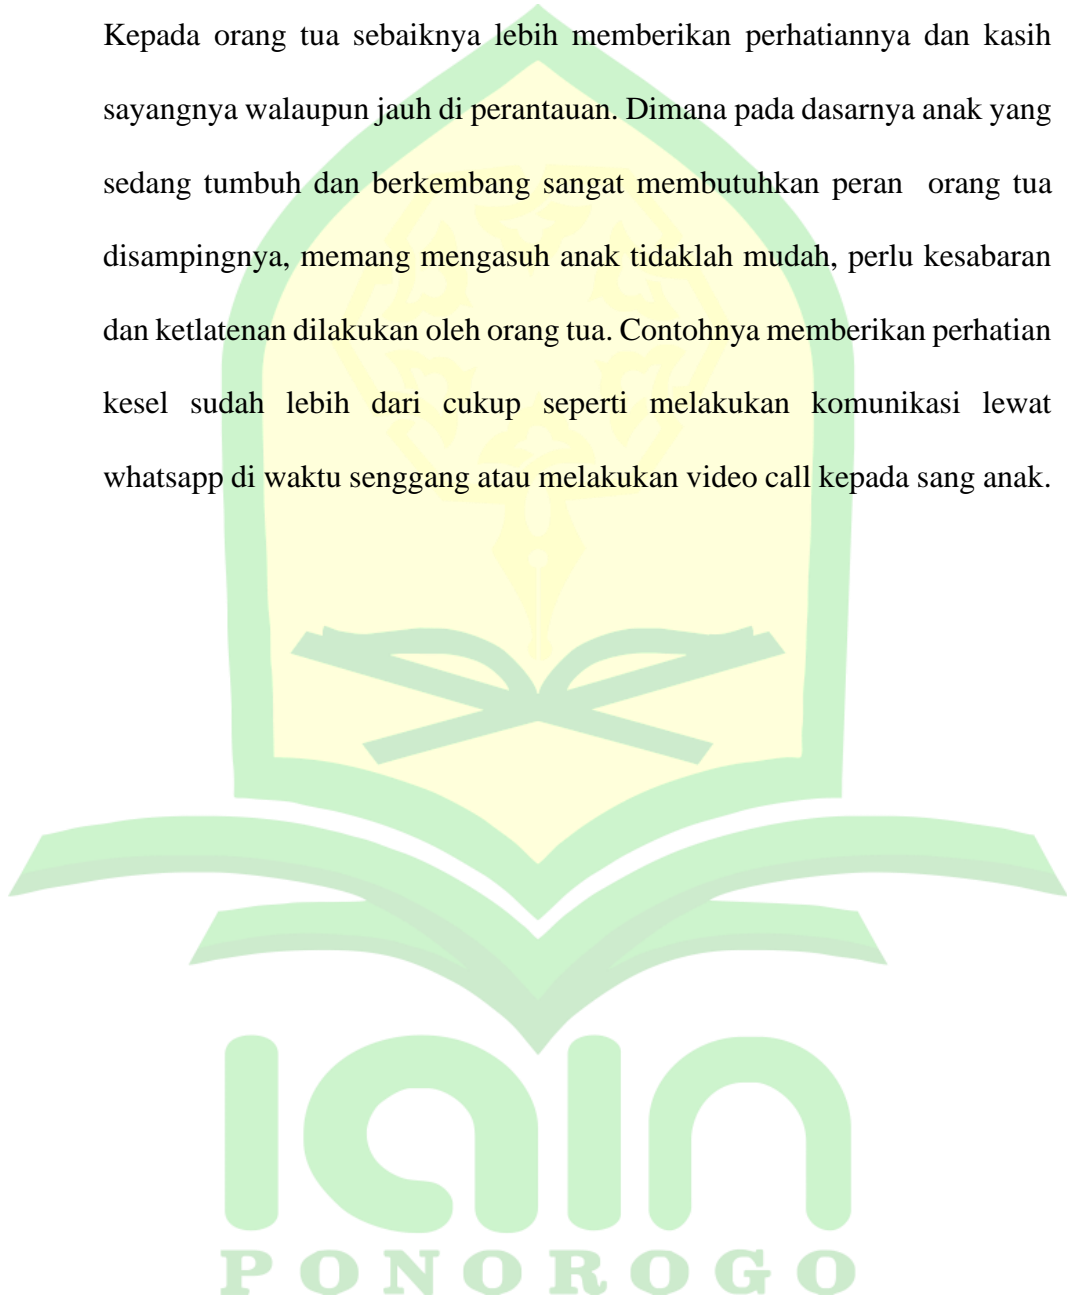 Kepada orang tua sebaiknya lebih memberikan perhatiannya dan kasih
sayangnya walaupun jauh di perantauan. Dimana pada dasarnya anak yang
sedang tumbuh dan berkembang sangat membutuhkan peran orang tua
disampingnya, memang mengasuh anak tidaklah mudah, perlu kesabaran
dan ketlatenan dilakukan oleh orang tua. Contohnya memberikan perhatian
kesel sudah lebih dari cukup seperti melakukan komunikasi lewat
whatsapp di waktu senggang atau melakukan video call kepada sang anak.
IAIN
PONOROGO